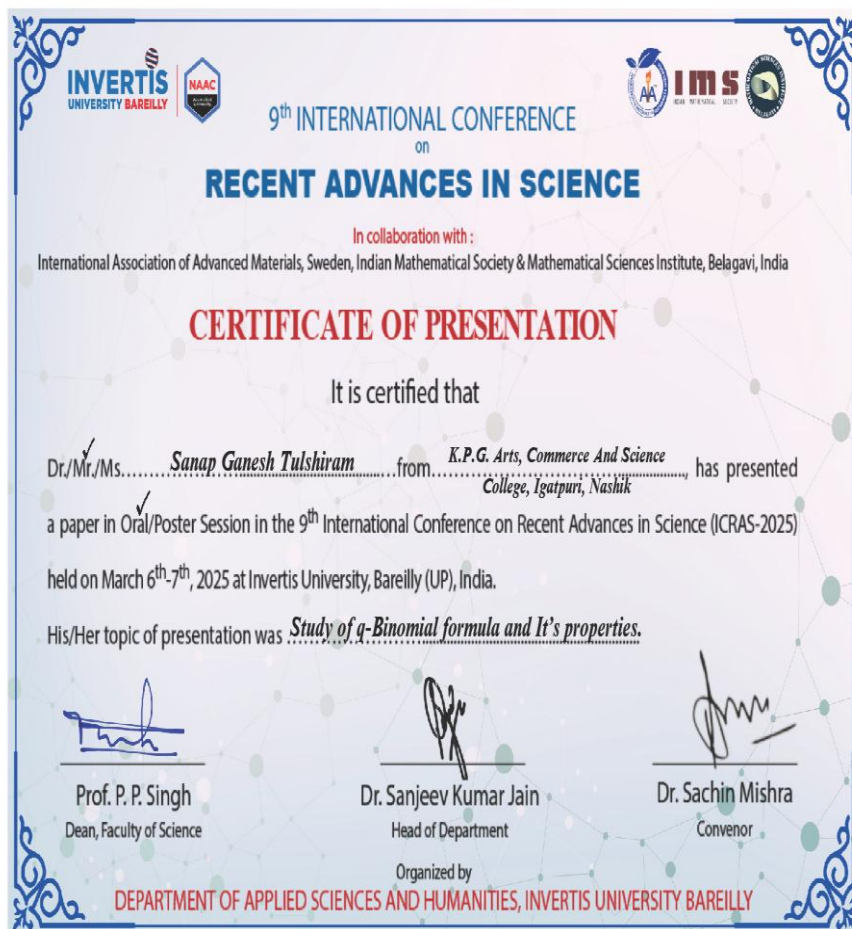 INVERTIS
UNIVERSITY BAREILLY
NAAC
IAAM
IMS
INDIAN MATHEMATICAL SOCIETY
9th INTERNATIONAL CONFERENCE
on
RECENT ADVANCES IN SCIENCE
In collaboration with :
International Association of Advanced Materials, Sweden, Indian Mathematical Society & Mathematical Sciences Institute, Belagavi, India
CERTIFICATE OF PRESENTATION
It is certified that
Dr./Mr./Ms......... Sanap Ganesh Tulshiram .......from.... K.P.G. Arts, Commerce And Science ...., has presented
College, Igatpuri, Nashik
a paper in Oral/Poster Session in the 9th International Conference on Recent Advances in Science (ICRAS-2025)
held on March 6th-7th, 2025 at Invertis University, Bareilly (UP), India.
His/Her topic of presentation was Study of q-Binomial formula and It's properties.
Prof. P. P. Singh Dr. Sanjeev Kumar Jain Dr. Sachin Mishra
Dean, Faculty of Science Head of Department Convenor
Organized by
DEPARTMENT OF APPLIED SCIENCES AND HUMANITIES, INVERTIS UNIVERSITY BAREILLY